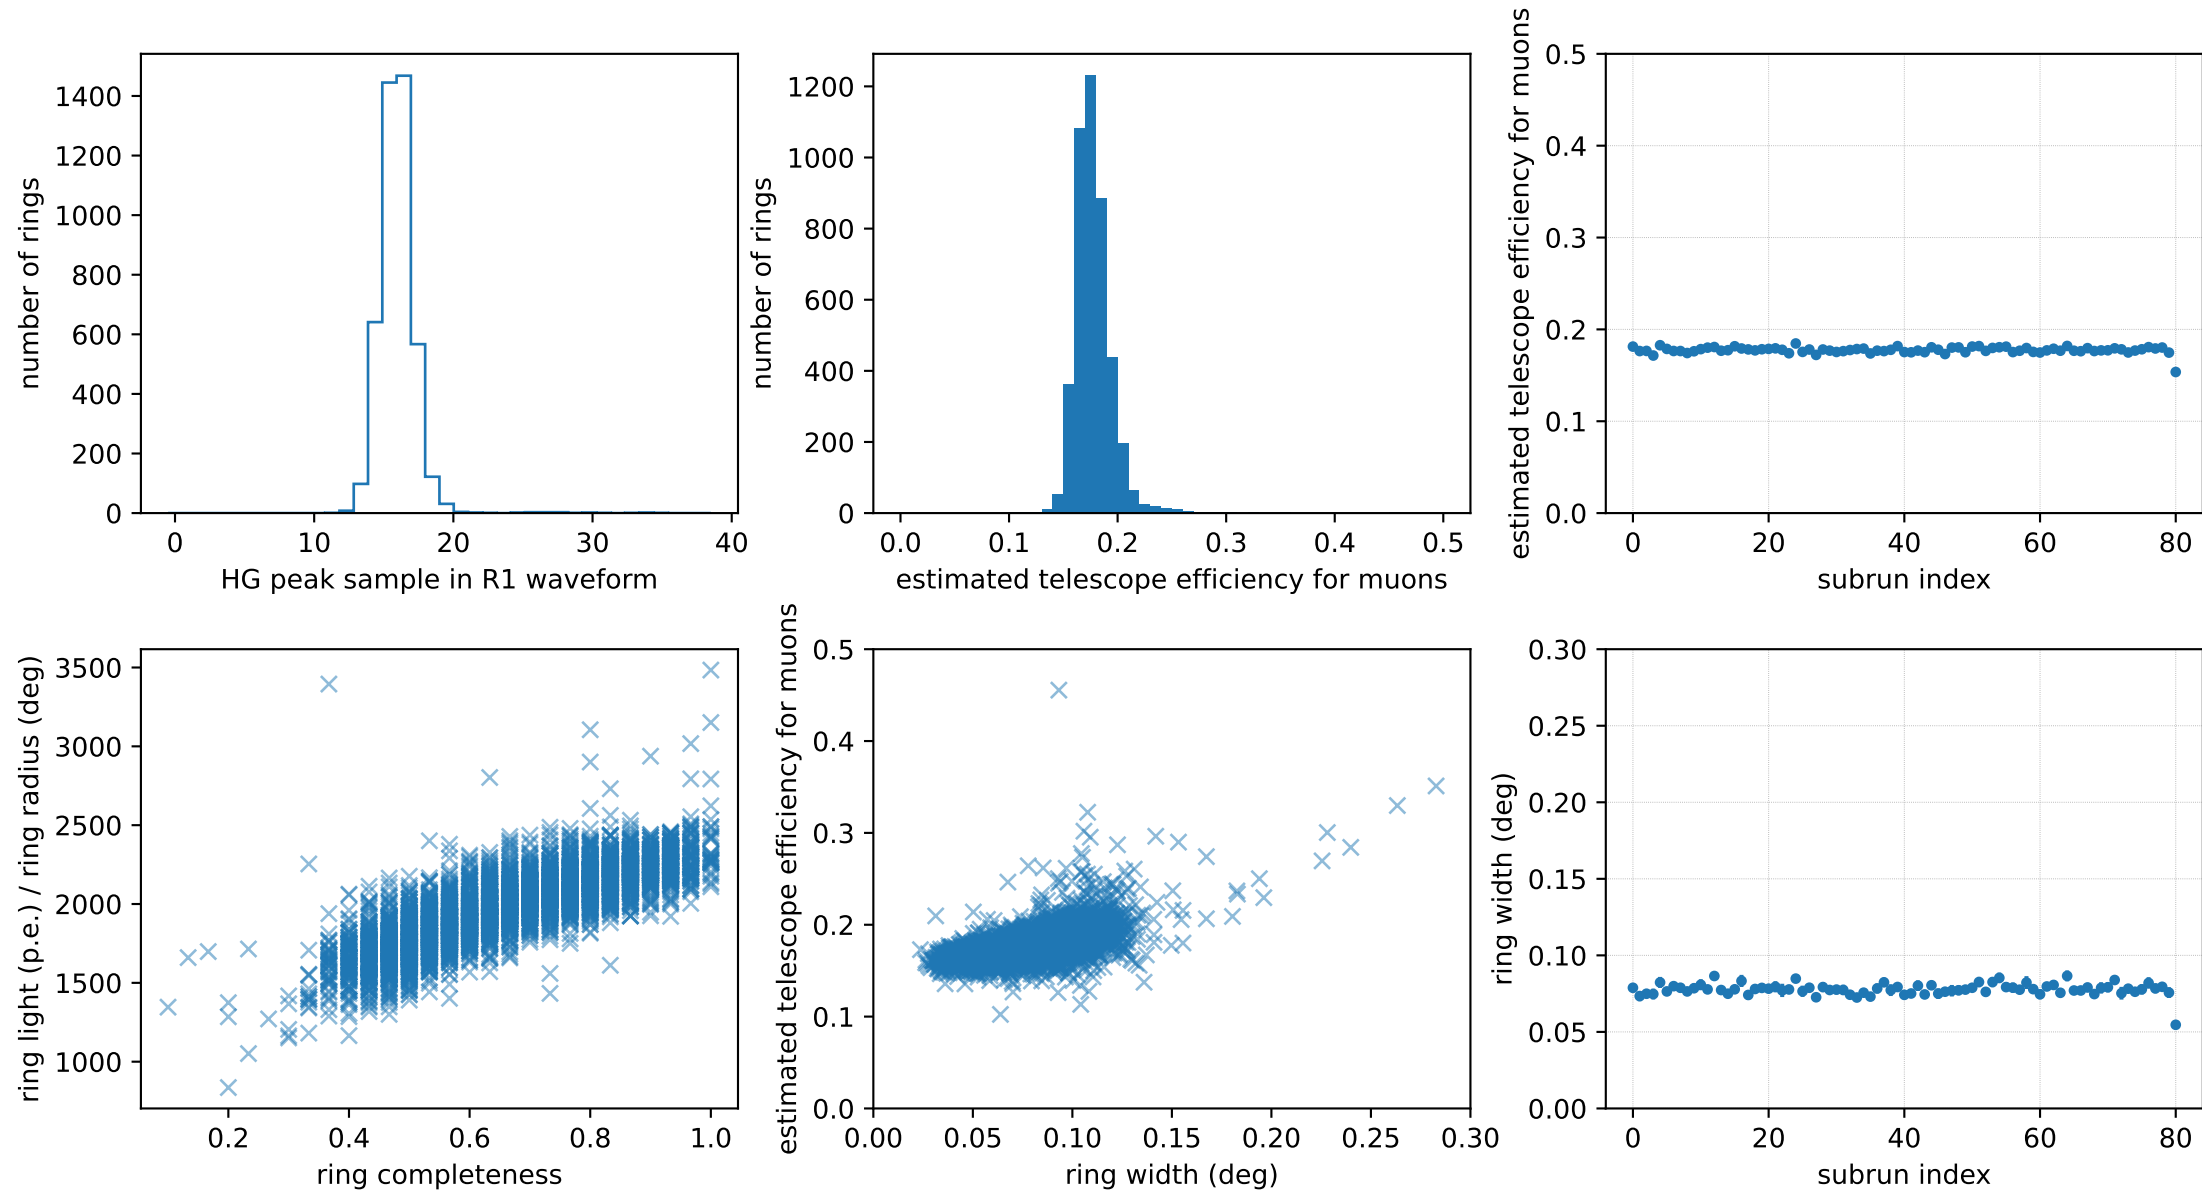 number of rings
1400
1200
1000
800
600
400
200
0
0 10 20 30 40
HG peak sample in R1 waveform
number of rings
1200
1000
800
600
400
200
0
0.0 0.1 0.2 0.3 0.4 0.5
estimated telescope efficiency for muons
estimated telescope efficiency for muons
0.5
0.4
0.3
0.2
0.1
0.0
0 20 40 60 80
subrun index
ring light (p.e.) / ring radius (deg)
3500
3000
2500
2000
1500
1000
0.2 0.4 0.6 0.8 1.0
ring completeness
estimated telescope efficiency for muons
0.5
0.4
0.3
0.2
0.1
0.0
0.00 0.05 0.10 0.15 0.20 0.25 0.30
ring width (deg)
ring width (deg)
0.30
0.25
0.20
0.15
0.10
0.05
0.00
0 20 40 60 80
subrun index